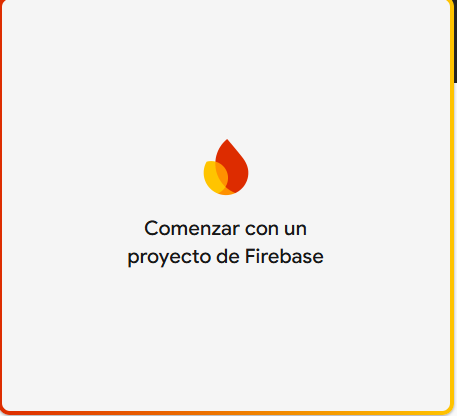 Comenzar con un
proyecto de Firebase